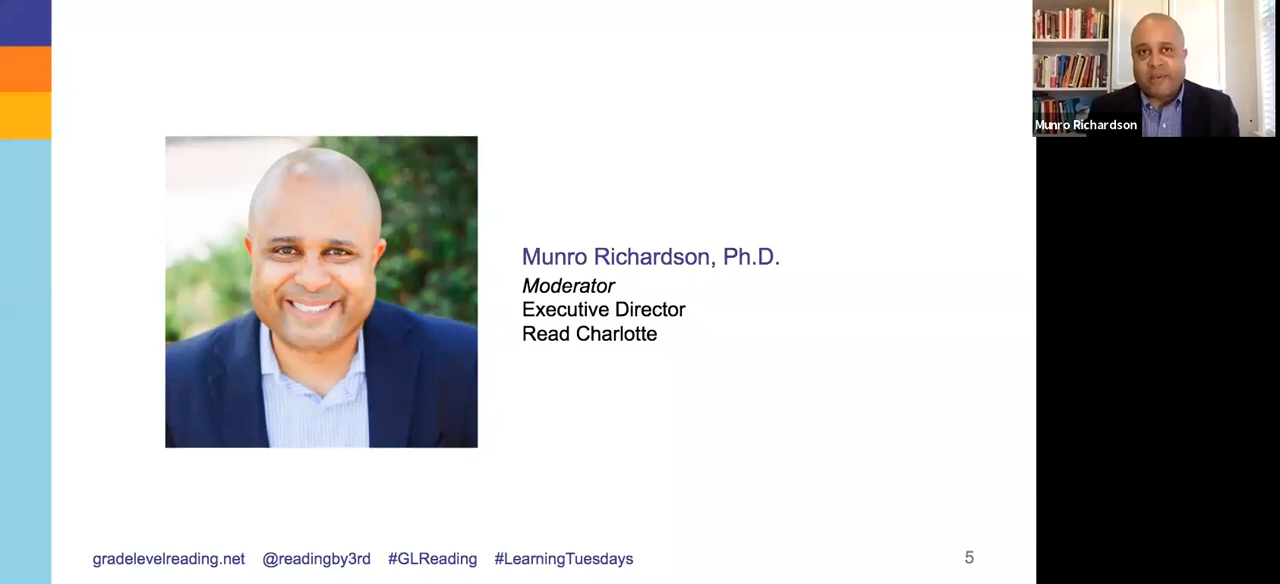 Munro Richardson
Munro Richardson, Ph.D.
Moderator
Executive Director
Read Charlotte
gradelevelreading.net @readingby3rd #GLReading #LearningTuesdays
5